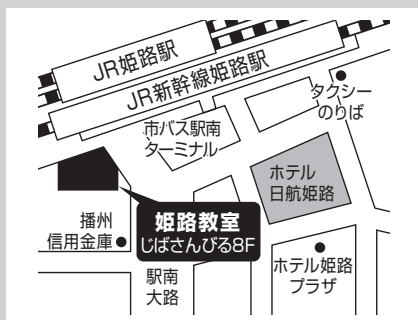 JR姫路駅
JR新幹線姫路駅
タクシー
のりば
市バス駅南
ターミナル
ホテル
日航姫路
姫路教室
じばさんびる8F
播州
信用金庫
駅南
大路
ホテル姫路
プラザ